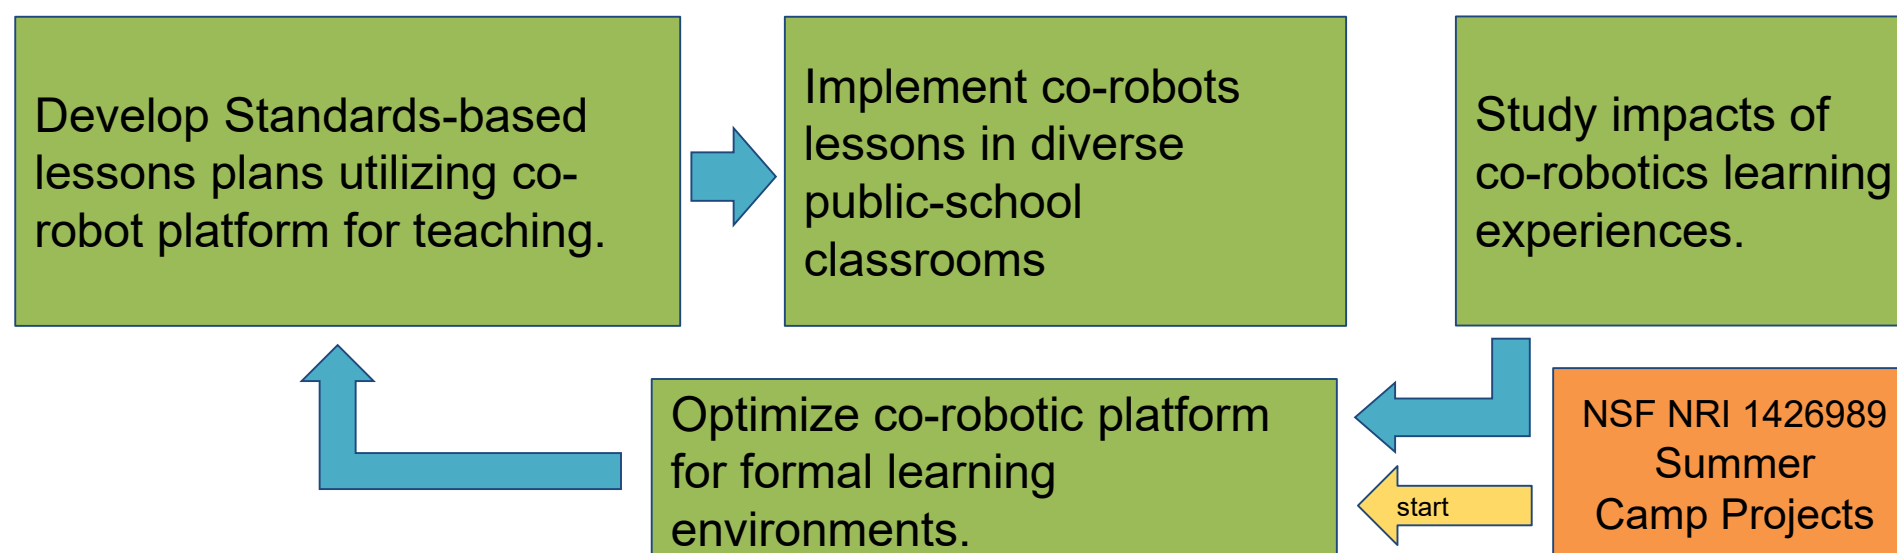 Develop Standards-based
lessons plans utilizing co-
robot platform for teaching.
Implement co-robots
lessons in diverse
public-school
classrooms
Study impacts of
co-robotics learning
experiences.
Optimize co-robotic platform
for formal learning
environments.
start
NSF NRI 1426989
Summer
Camp Projects